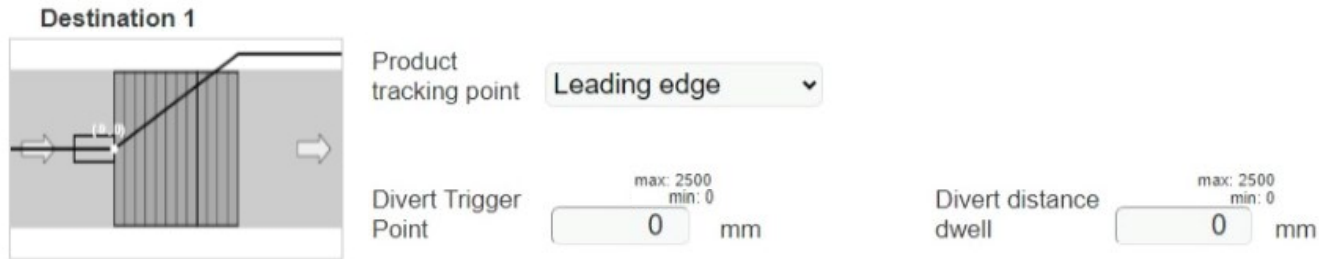 Destination 1
(0, 0)
Product
tracking point
Leading edge
Divert Trigger
Point
max: 2500
min: 0
0
mm
Divert distance
dwell
max: 2500
min: 0
0
mm